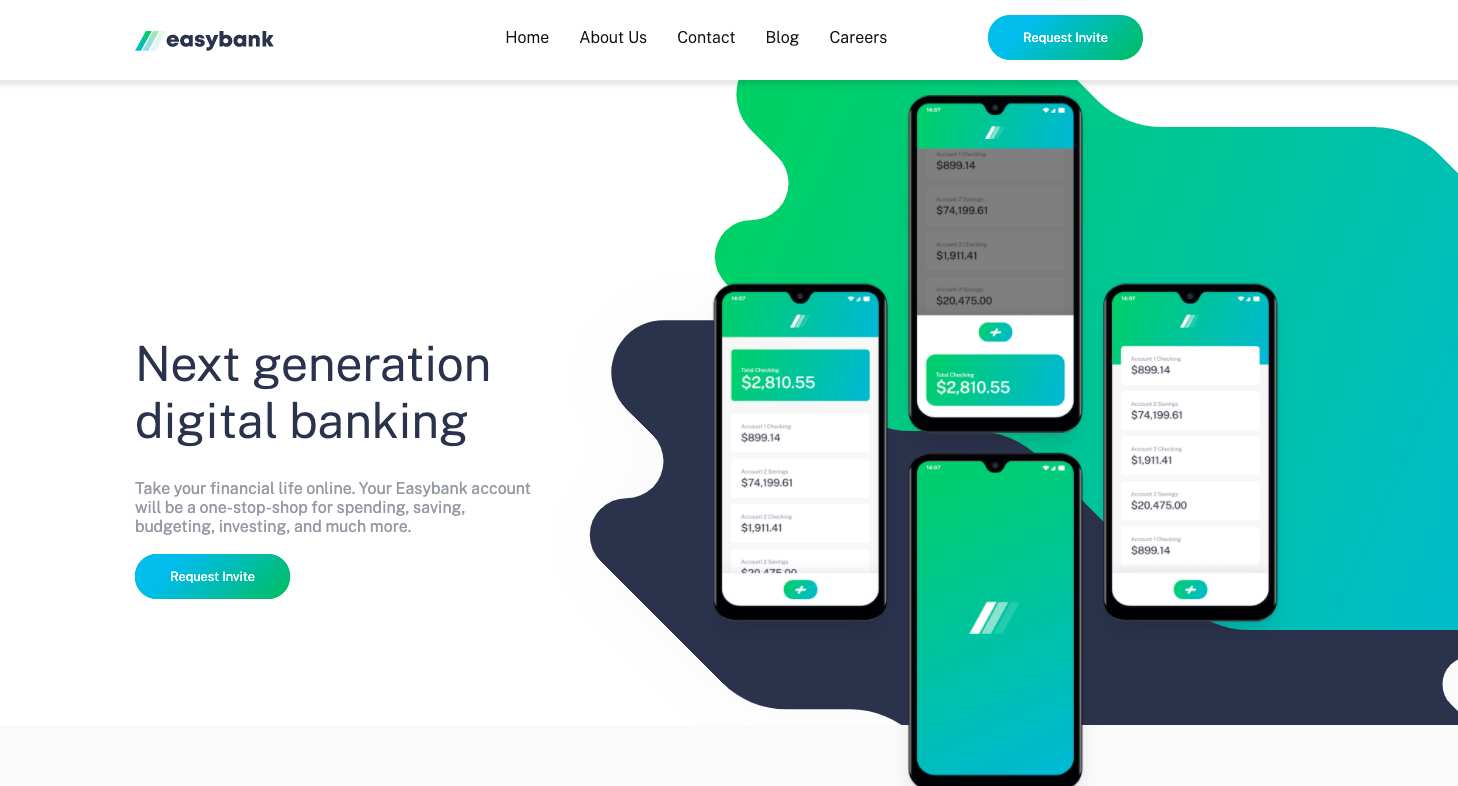 easybank
Home
About Us
Contact
Blog
Careers
Request Invite
Next generation
digital banking
Take your financial life online. Your Easybank account
will be a one-stop-shop for spending, saving,
budgeting, investing, and much more.
Request Invite
14:07
Account 1 Checking
$899.14
Account 2 Savings
$74,199.61
Account 2 Checking
$1,911.41
Account 2 Savings
$20,475.00
Total Checking
$2,810.55
14:07
Total Checking
$2,810.55
Account 1 Checking
$899.14
Account 2 Savings
$74,199.61
Account 2 Checking
$1,911.41
Account 2 Savings
$20,475.00
14:07
Account 1 Checking
$899.14
Account 2 Savings
$74,199.61
Account 2 Checking
$1,911.41
Account 2 Savings
$20,475.00
Account 1 Checking
$899.14
14:07